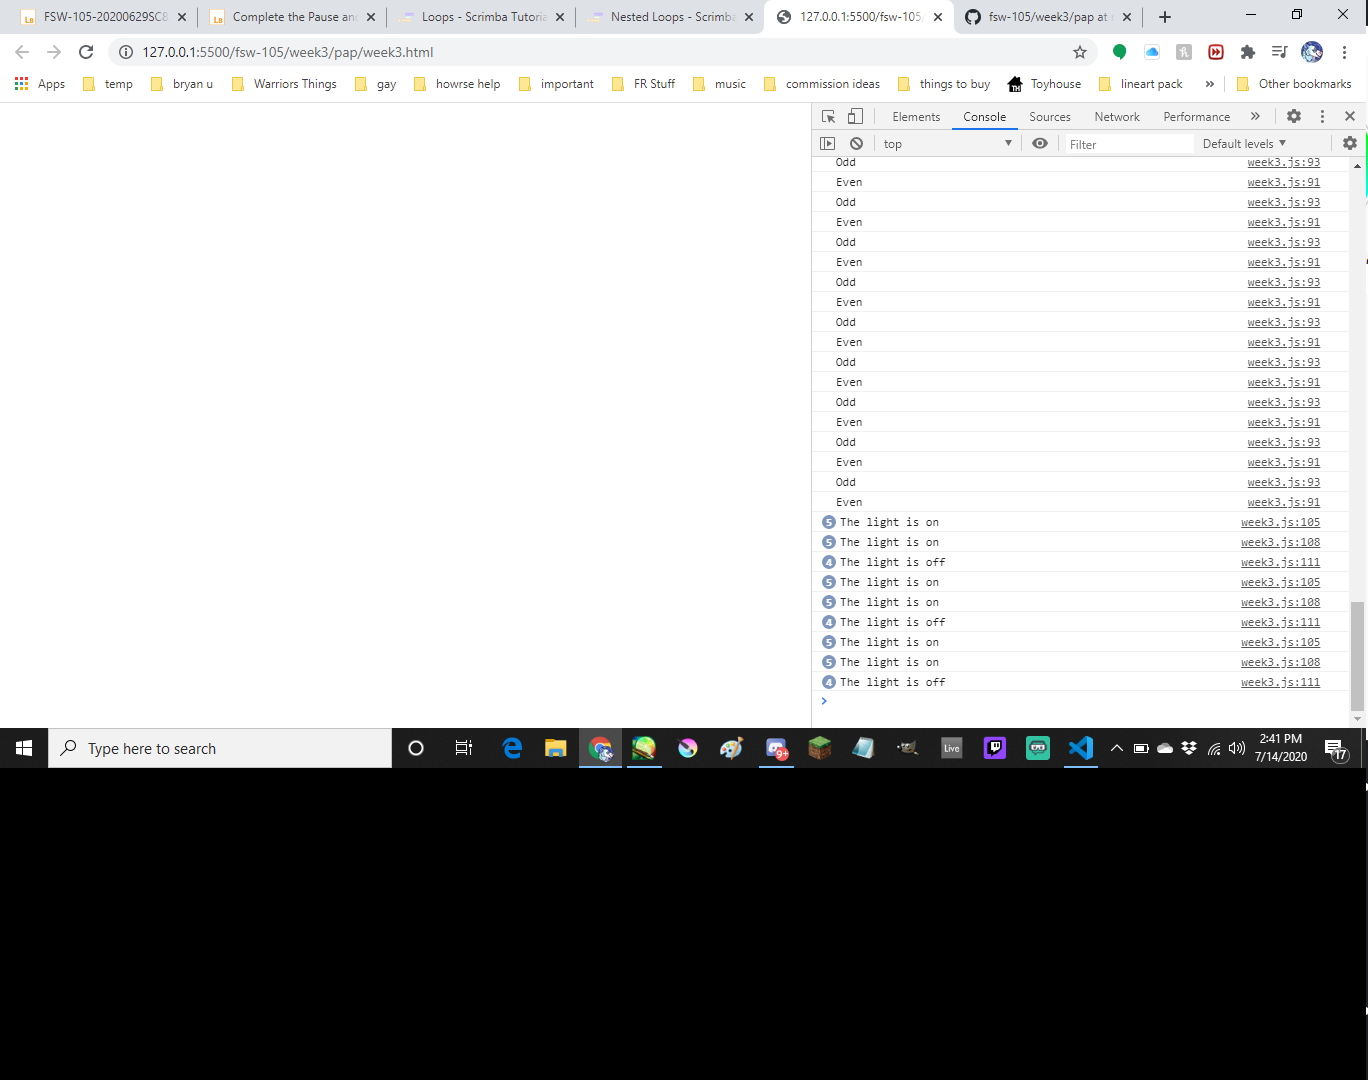 FSW-105-20200629SC8
Complete the Pause an
Loops - Scrimba Tutoria
Nested Loops - Scrimba
127.0.0.1:5500/fsw-105
fsw-105/week3/pap at
127.0.0.1:5500/fsw-105/week3/pap/week3.html
Apps
temp
bryan u
Warriors Things
gay
howrse help
important
FR Stuff
music
commission ideas
things to buy
TH
Toyhouse
lineart pack
»
Other bookmarks
Elements
Console
Sources
Network
Performance
»
top
Filter
Default levels
Odd week3.js:93
Even week3.js:91
Odd week3.js:93
Even week3.js:91
Odd week3.js:93
Even week3.js:91
Odd week3.js:93
Even week3.js:91
Odd week3.js:93
Even week3.js:91
Odd week3.js:93
Even week3.js:91
Odd week3.js:93
Even week3.js:91
Odd week3.js:93
Even week3.js:91
Odd week3.js:93
Even week3.js:91
5 The light is on week3.js:105
5 The light is on week3.js:108
4 The light is off week3.js:111
5 The light is on week3.js:105
5 The light is on week3.js:108
4 The light is off week3.js:111
5 The light is on week3.js:105
5 The light is on week3.js:108
4 The light is off week3.js:111
>
Type here to search
9+
Live
2:41 PM
7/14/2020
17